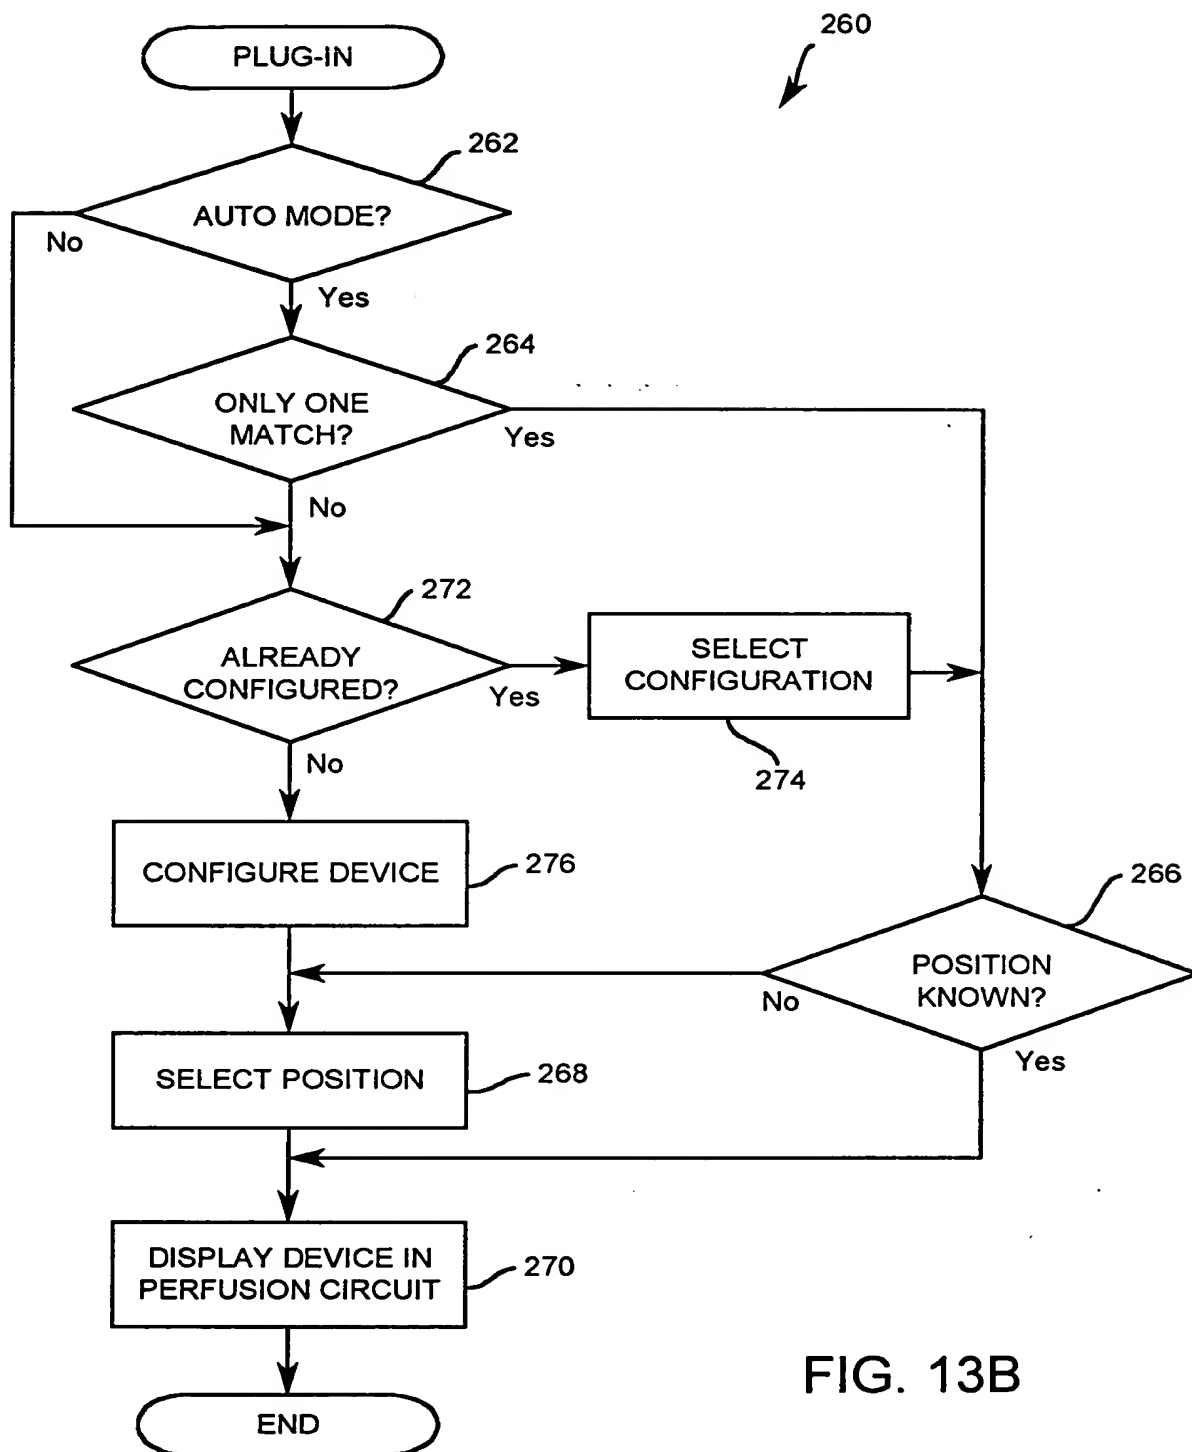 260
PLUG-IN
262
AUTO MODE?
No
Yes
264
ONLY ONE
MATCH?
Yes
No
272
ALREADY
CONFIGURED?
Yes
SELECT
CONFIGURATION
274
No
CONFIGURE DEVICE
276
266
POSITION
KNOWN?
No
Yes
SELECT POSITION
268
DISPLAY DEVICE IN
PERFUSION CIRCUIT
270
END
FIG. 13B